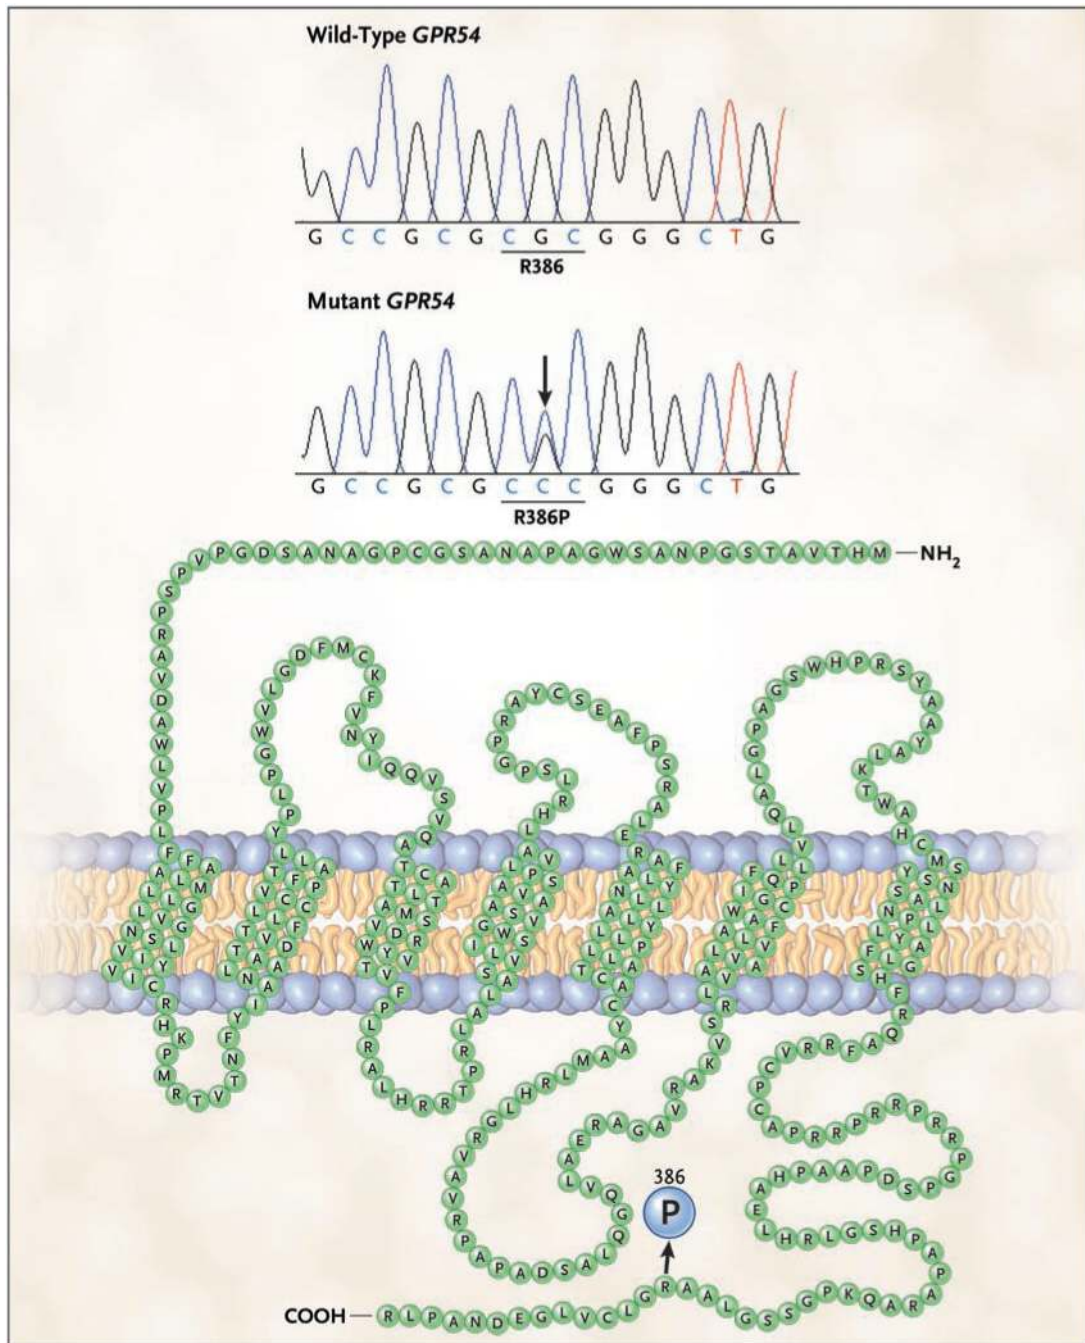 Wild-Type GPR54
G C C G C G C G C G G G C T G
R386
Mutant GPR54
G C C G C G C C C G G G C T G
R386P
S P V P G D S A N A G P C G S A N A P A G W S A N P G S T A V T H M NH₂
P R A V D A W L V P L
Y P L P G W V L G D F M C K F V N Y I Q Q V S V Q A
L H R L S P G P R A Y C S E A F P S R A L E
L Q A L G P A G S W H P R S Y A A Y A L K T W A H
C R H K P M R T V T N F Y I
F P L R A L H R R T P R L A L
C Y A A M L R H L G R V A V R P A P A D S A L Q G Q V L A E R A G A V R A K V S R
F R Q A F R R V C P C A P R R P R R P R R P G P S D P A A P H A E L H R L G S H P A P A R A Q K P G S S G L A A R G L C V L G E D N A P L R
386
P
COOH